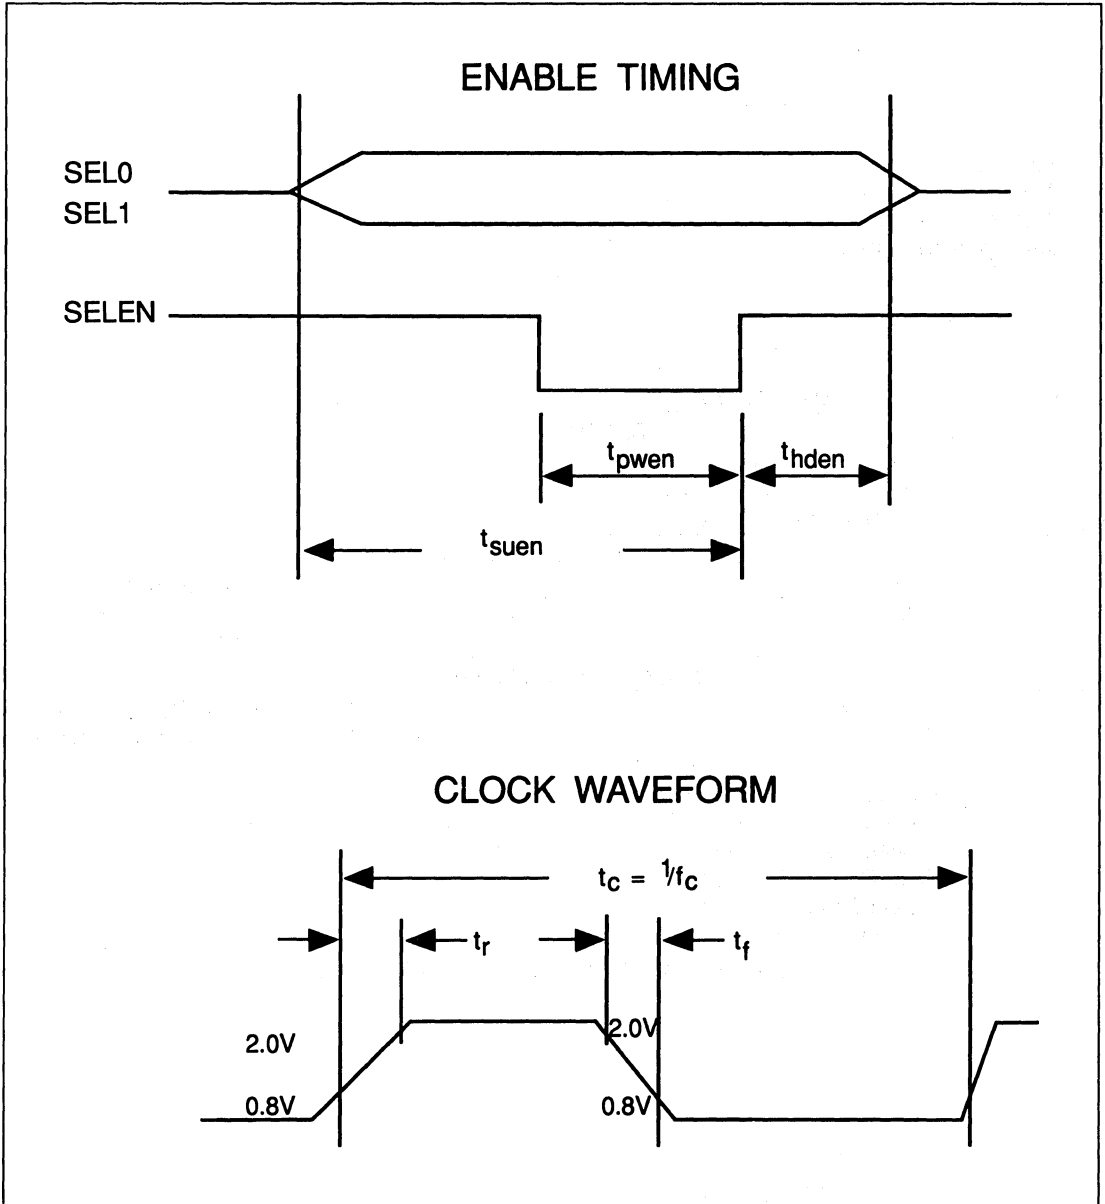 ENABLE TIMING
SEL0
SEL1
SELEN
tpwen
thden
tsuen
CLOCK WAVEFORM
tc = 1/fc
tr
tf
2.0V
2.0V
0.8V
0.8V